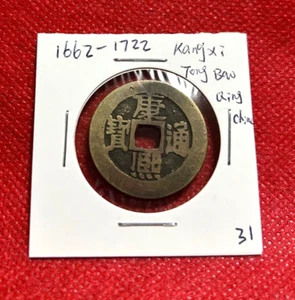 1662-1722 Kangxi
Tong Bao
Qing
China
康
寶 通
熙
31